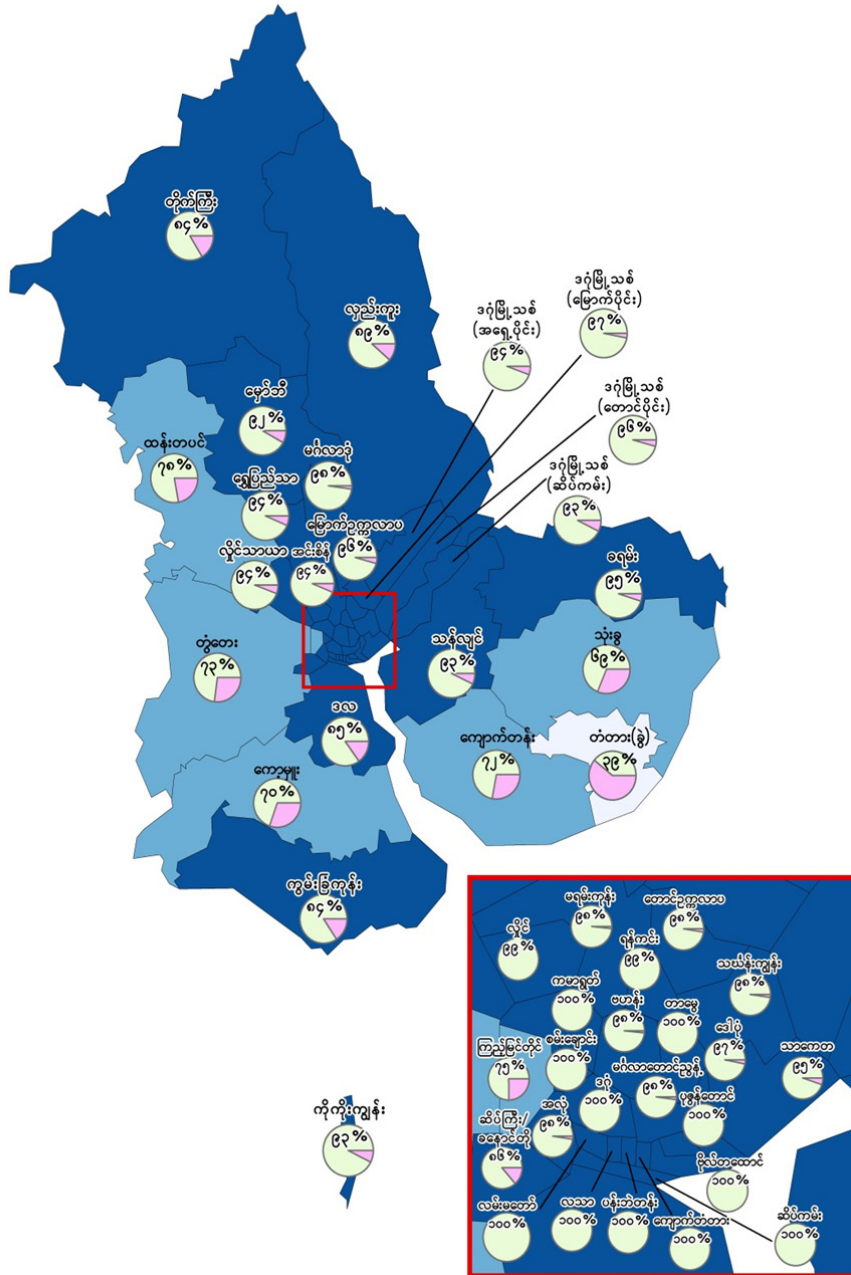 တိုက်ကြီး
၈၄%
လှည်းကူး
၈၉%
ဒဂုံမြို့သစ်
(အရှေ့ပိုင်း)
၉၄%
ဒဂုံမြို့သစ်
(မြောက်ပိုင်း)
၉၇%
ဒဂုံမြို့သစ်
(တောင်ပိုင်း)
၉၆%
ဒဂုံမြို့သစ်
(ဆိပ်ကမ်း)
၉၃%
မှော်ဘီ
၉၂%
ထန်းတပင်
၇၈%
မင်္ဂလာဒုံ
၉၈%
ရွှေပြည်သာ
၉၄%
မြောက်ဥက္ကလာပ
၉၆%
လှိုင်သာယာ
၉၄%
အင်းစိန်
၉၄%
ခရမ်း
၉၅%
တွံတေး
၇၃%
သန်လျင်
၉၃%
သုံးခွ
၆၉%
ဒလ
၈၅%
ကျောက်တန်း
၇၂%
တံတား(ခွဲ)
၃၉%
ကော့မှူး
၇၀%
ကွမ်းခြံကုန်း
၈၄%
ကိုကိုးကျွန်း
၉၃%
မရမ်းကုန်း
၉၈%
တောင်ဥက္ကလာပ
၉၈%
လှိုင်
၉၉%
ရန်ကင်း
၉၉%
သင်္ဃန်းကျွန်း
၉၈%
ကမာရွတ်
၁၀၀%
ဗဟန်း
၉၈%
တာမွေ
၁၀၀%
ဒေါပုံ
၉၇%
သာကေတ
၉၅%
ကြည့်မြင်တိုင်
၇၅%
စမ်းချောင်း
၁၀၀%
မင်္ဂလာတောင်ညွန့်
၉၈%
ဒဂုံ
၁၀၀%
ပုဇွန်တောင်
၁၀၀%
အလုံ
၉၈%
ဆိပ်ကြီး/
ခနောင်တို
၈၆%
ဗိုလ်တထောင်
၁၀၀%
လမ်းမတော်
၁၀၀%
လသာ
၁၀၀%
ပန်းဘဲတန်း
၁၀၀%
ကျောက်တံတား
၁၀၀%
ဆိပ်ကမ်း
၁၀၀%